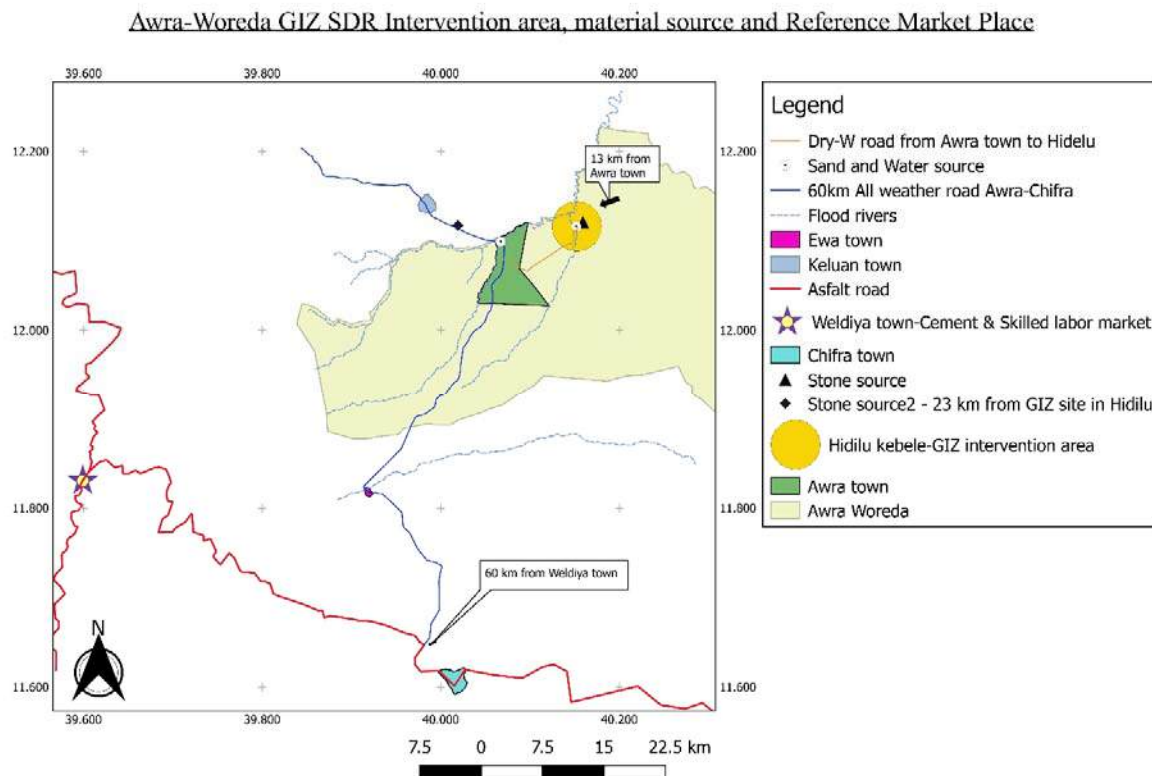 Awra-Woreda GIZ SDR Intervention area, material source and Reference Market Place
39.600 39.800 40.000 40.200
12.200 12.200
12.000 12.000
11.800 11.800
11.600 11.600
39.600 39.800 40.000 40.200
13 km from
Awra town
60 km from Weldiya town
N
7.5 0 7.5 15 22.5 km
Legend
Dry-W road from Awra town to Hidelu
Sand and Water source
60km All weather road Awra-Chifra
Flood rivers
Ewa town
Keluan town
Asfalt road
Weldiya town-Cement & Skilled labor market
Chifra town
Stone source
Stone source2 - 23 km from GIZ site in Hidilu
Hidilu kebele-GIZ intervention area
Awra town
Awra Woreda